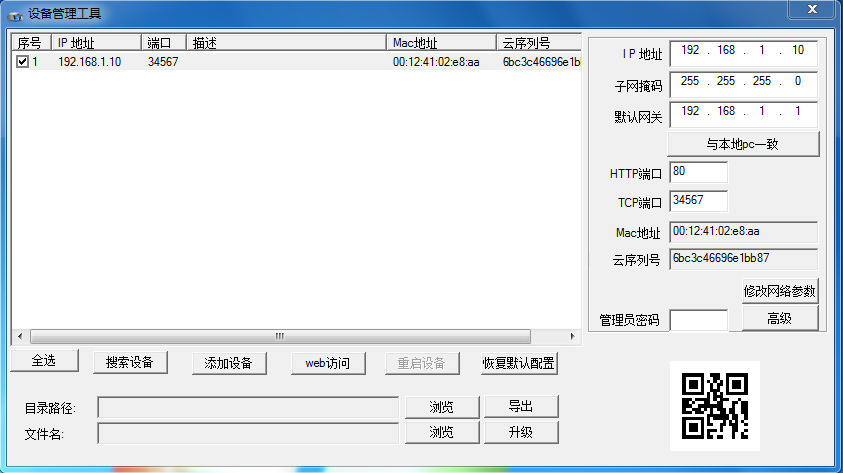 设备管理工具
序号 IP 地址 端口 描述 Mac地址 云序列号
1 192.168.1.10 34567 00:12:41:02:e8:aa 6bc3c46696e1bl
全选 搜索设备 添加设备 web访问 重启设备 恢复默认配置
目录路径: 浏览 导出
文件名: 浏览 升级
IP 地址 192 . 168 . 1 . 10
子网掩码 255 . 255 . 255 . 0
默认网关 192 . 168 . 1 . 1
与本地pc一致
HTTP端口 80
TCP端口 34567
Mac地址 00:12:41:02:e8:aa
云序列号 6bc3c46696e1bb87
修改网络参数
管理员密码 高级